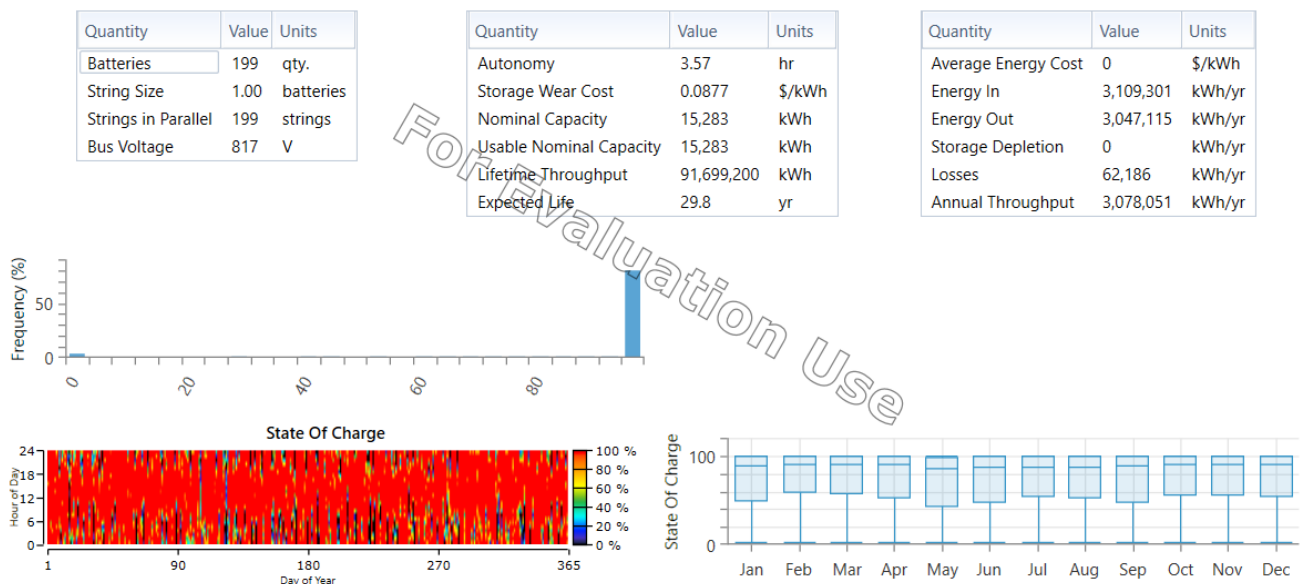 Quantity Value Units
Batteries 199 qty.
String Size 1.00 batteries
Strings in Parallel 199 strings
Bus Voltage 817 V
Quantity Value Units
Autonomy 3.57 hr
Storage Wear Cost 0.0877 $/kWh
Nominal Capacity 15,283 kWh
Usable Nominal Capacity 15,283 kWh
Lifetime Throughput 91,699,200 kWh
Expected Life 29.8 yr
Quantity Value Units
Average Energy Cost 0 $/kWh
Energy In 3,109,301 kWh/yr
Energy Out 3,047,115 kWh/yr
Storage Depletion 0 kWh/yr
Losses 62,186 kWh/yr
Annual Throughput 3,078,051 kWh/yr
For Evaluation Use
Frequency (%)
50
0
0 20 40 60 80
State Of Charge
Hour of Day
24
18
12
6
0
1 90 180 270 365
Day of Year
100 %
80 %
60 %
40 %
20 %
0 %
State Of Charge
100
0
Jan Feb Mar Apr May Jun Jul Aug Sep Oct Nov Dec